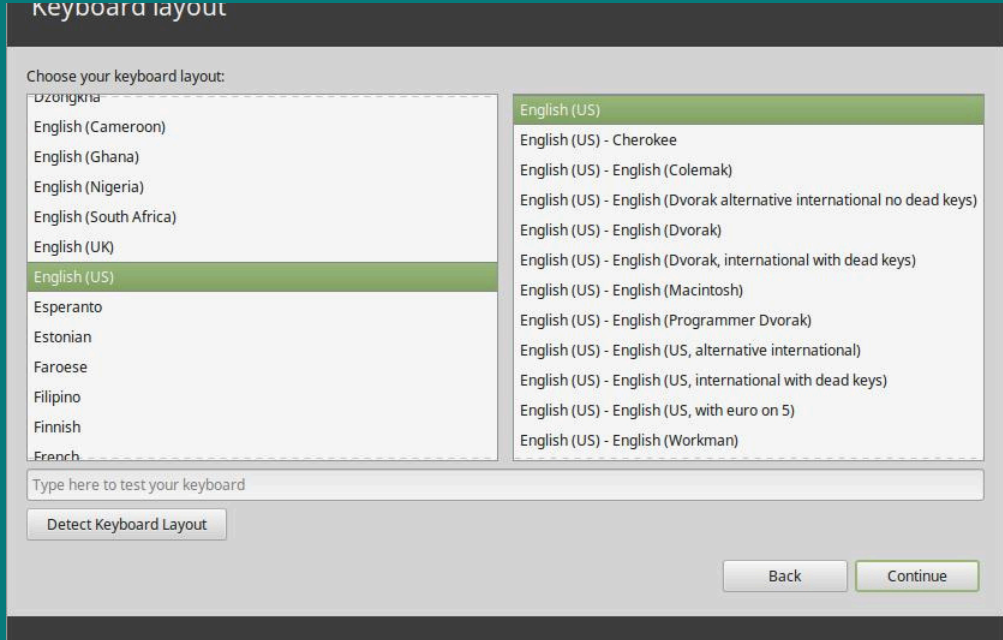 Keyboard layout
Choose your keyboard layout:
Dzongkha
English (Cameroon)
English (Ghana)
English (Nigeria)
English (South Africa)
English (UK)
English (US)
Esperanto
Estonian
Faroese
Filipino
Finnish
French
English (US)
English (US) - Cherokee
English (US) - English (Colemak)
English (US) - English (Dvorak alternative international no dead keys)
English (US) - English (Dvorak)
English (US) - English (Dvorak, international with dead keys)
English (US) - English (Macintosh)
English (US) - English (Programmer Dvorak)
English (US) - English (US, alternative international)
English (US) - English (US, international with dead keys)
English (US) - English (US, with euro on 5)
English (US) - English (Workman)
Type here to test your keyboard
Detect Keyboard Layout
Back
Continue